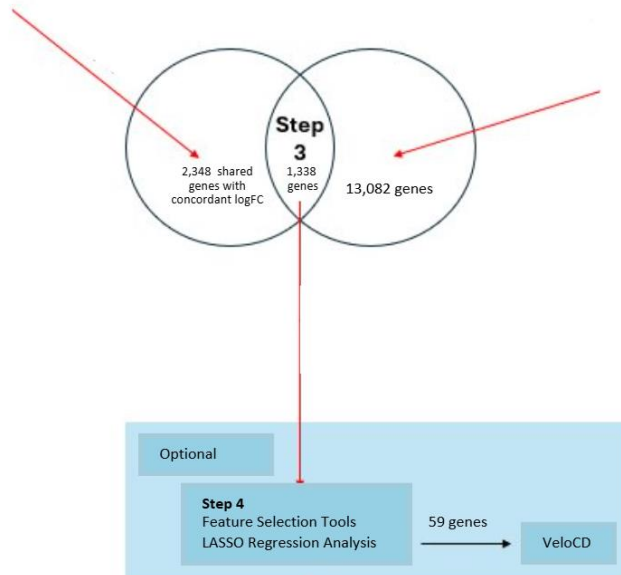 Step
3
2,348 shared
genes with
concordant logFC
1,338
genes
13,082 genes
Optional
Step 4
Feature Selection Tools
LASSO Regression Analysis
59 genes
VeloCD